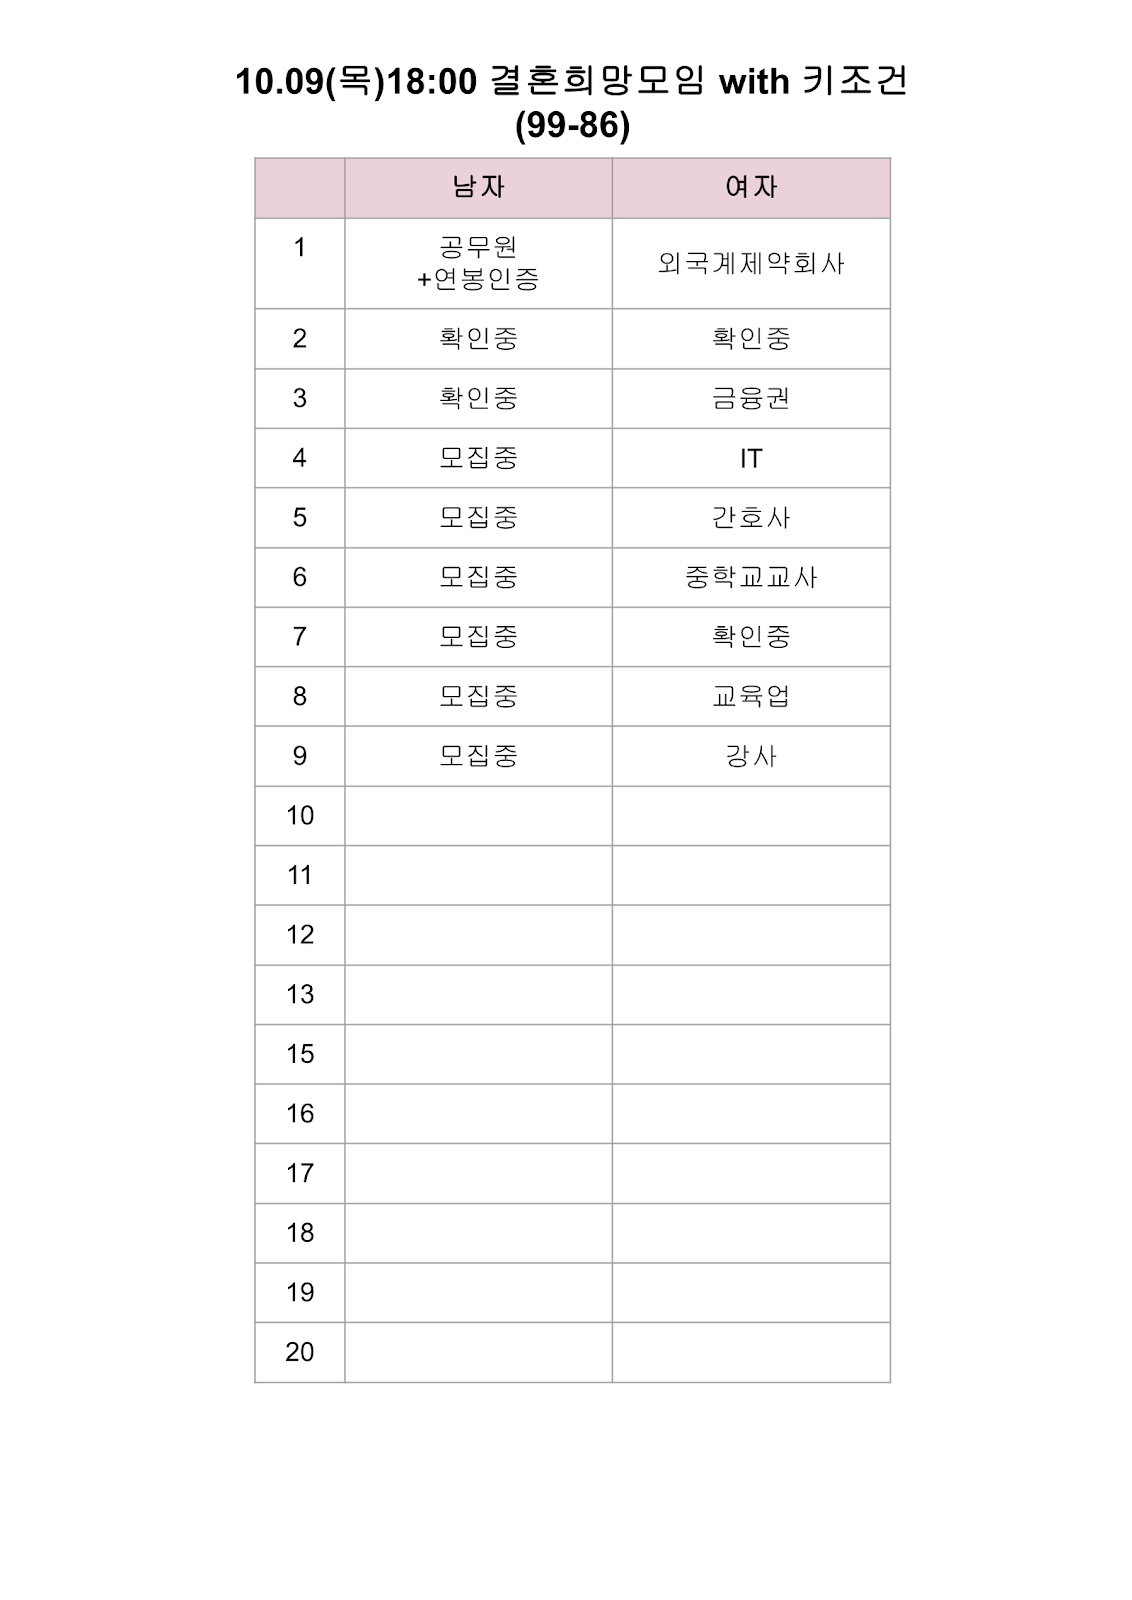 10.09(목)18:00 결혼희망모임 with 키조건
(99-86)
남자 여자
1 공무원 외국계제약회사
+연봉인증
2 확인중 확인중
3 확인중 금융권
4 모집중 IT
5 모집중 간호사
6 모집중 중학교교사
7 모집중 확인중
8 모집중 교육업
9 모집중 강사
10
11
12
13
15
16
17
18
19
20